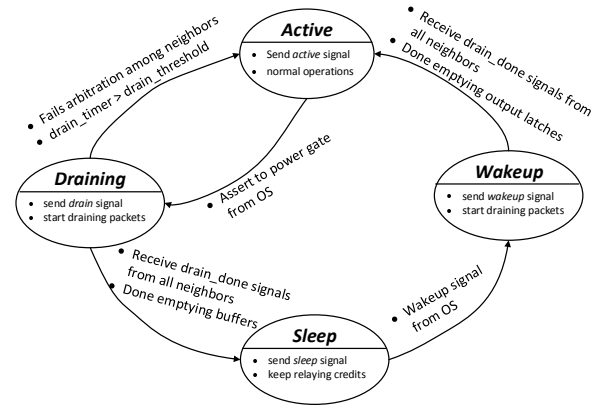 Active
• Send active signal
• normal operations
• Fails arbitration among neighbors
• drain_timer > drain_threshold
• Receive drain_done signals from
all neighbors
• Done emptying output latches
Draining
• send drain signal
• start draining packets
• Assert to power gate
from OS
Wakeup
• send wakeup signal
• start draining packets
• Receive drain_done signals
from all neighbors
• Done emptying buffers
• Wakeup signal
from OS
Sleep
• send sleep signal
• keep relaying credits